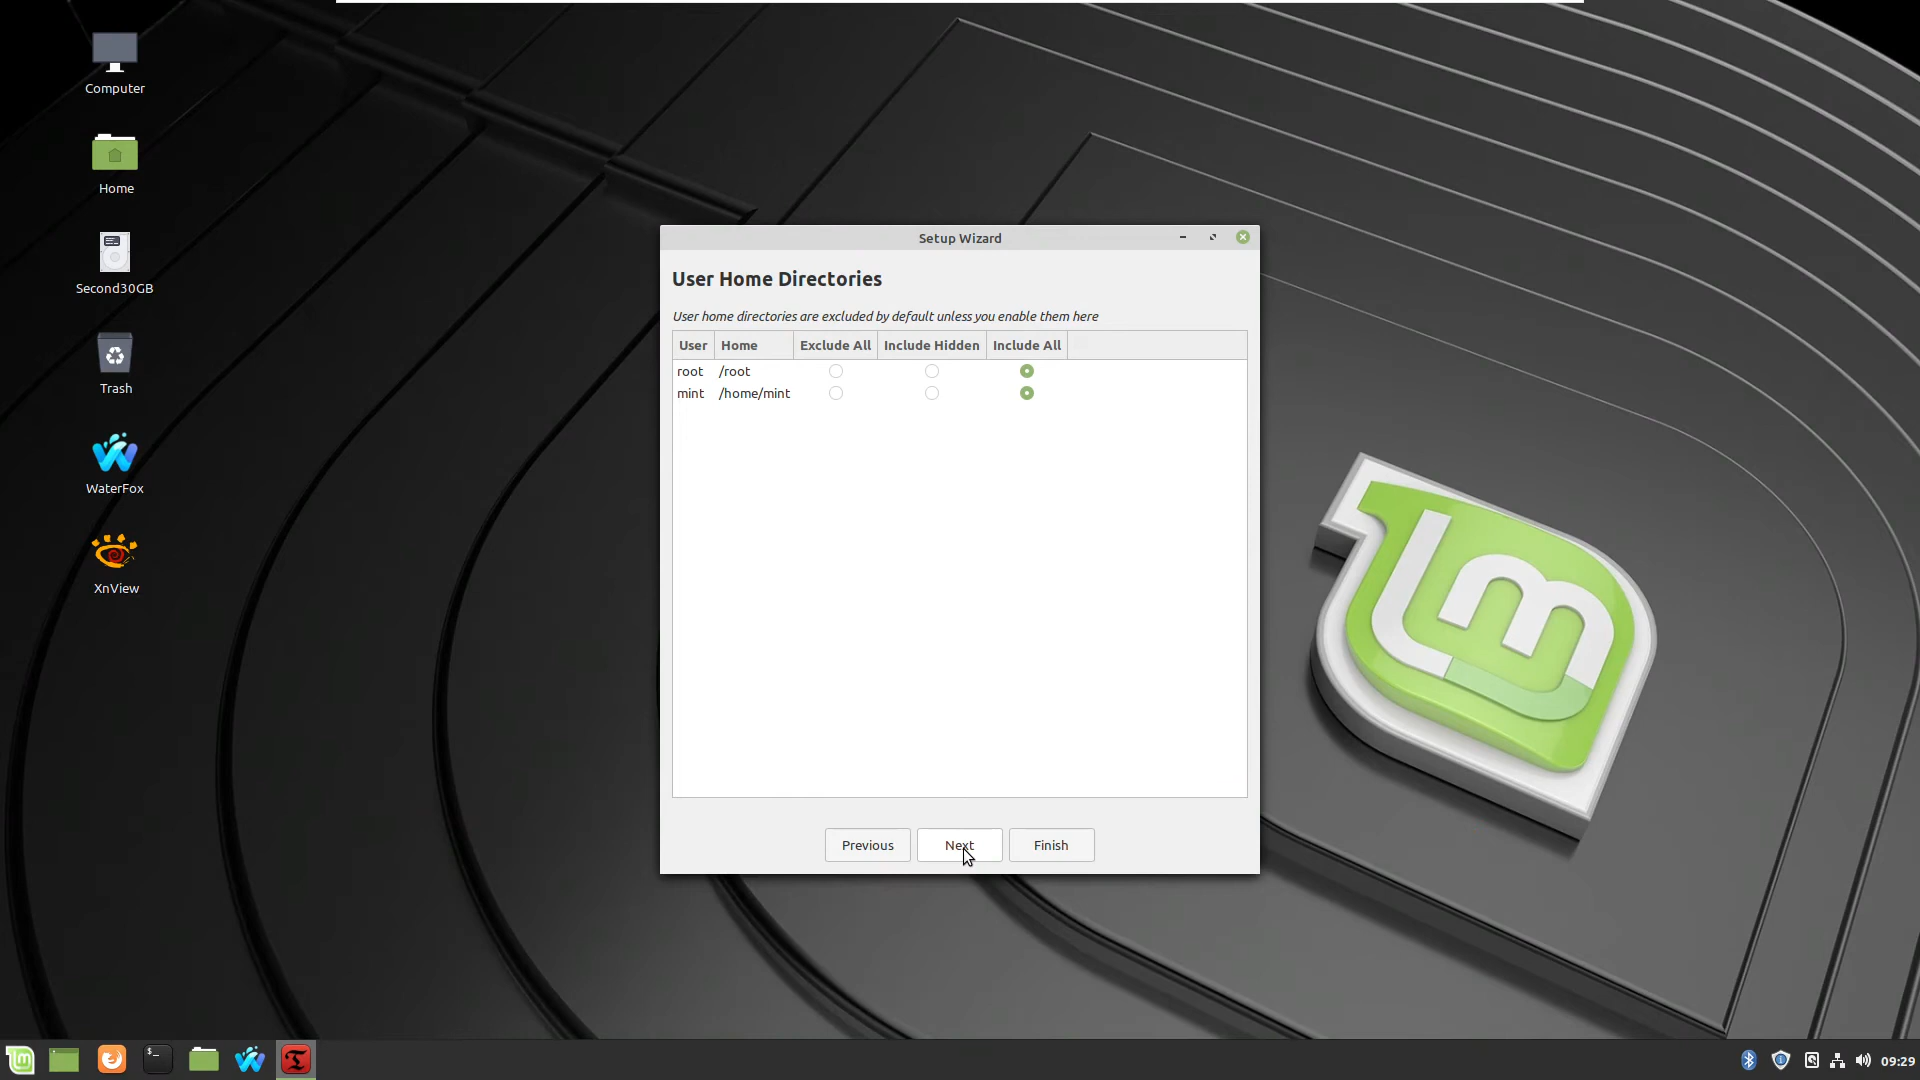 Computer
Home
Second30GB
Trash
WaterFox
XnView
Setup Wizard
User Home Directories
User home directories are excluded by default unless you enable them here
User Home Exclude All Include Hidden Include All
root /root
mint /home/mint
Previous Next Finish
lm
$_
09:29